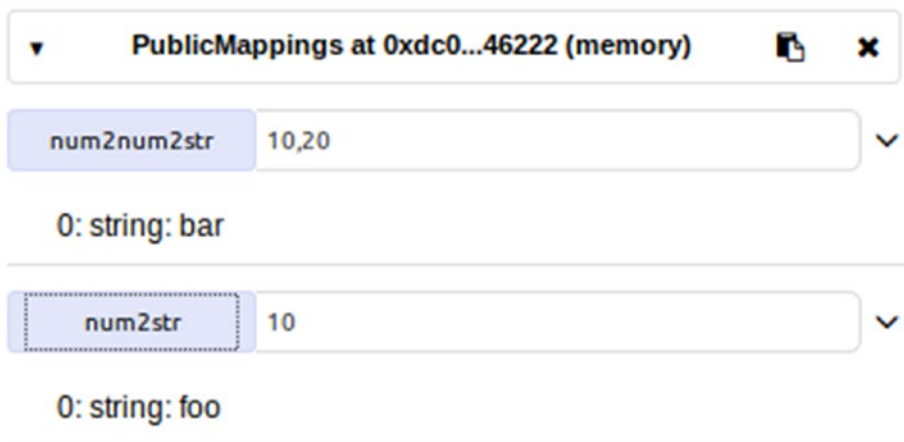 PublicMappings at 0xdc0...46222 (memory)
num2num2str 10,20
0: string: bar
num2str 10
0: string: foo